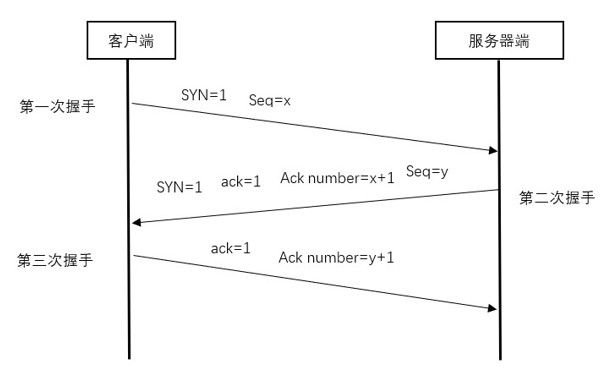 客户端
服务器端
第一次握手
SYN=1 Seq=x
SYN=1 ack=1 Ack number=x+1 Seq=y
第二次握手
第三次握手
ack=1 Ack number=y+1